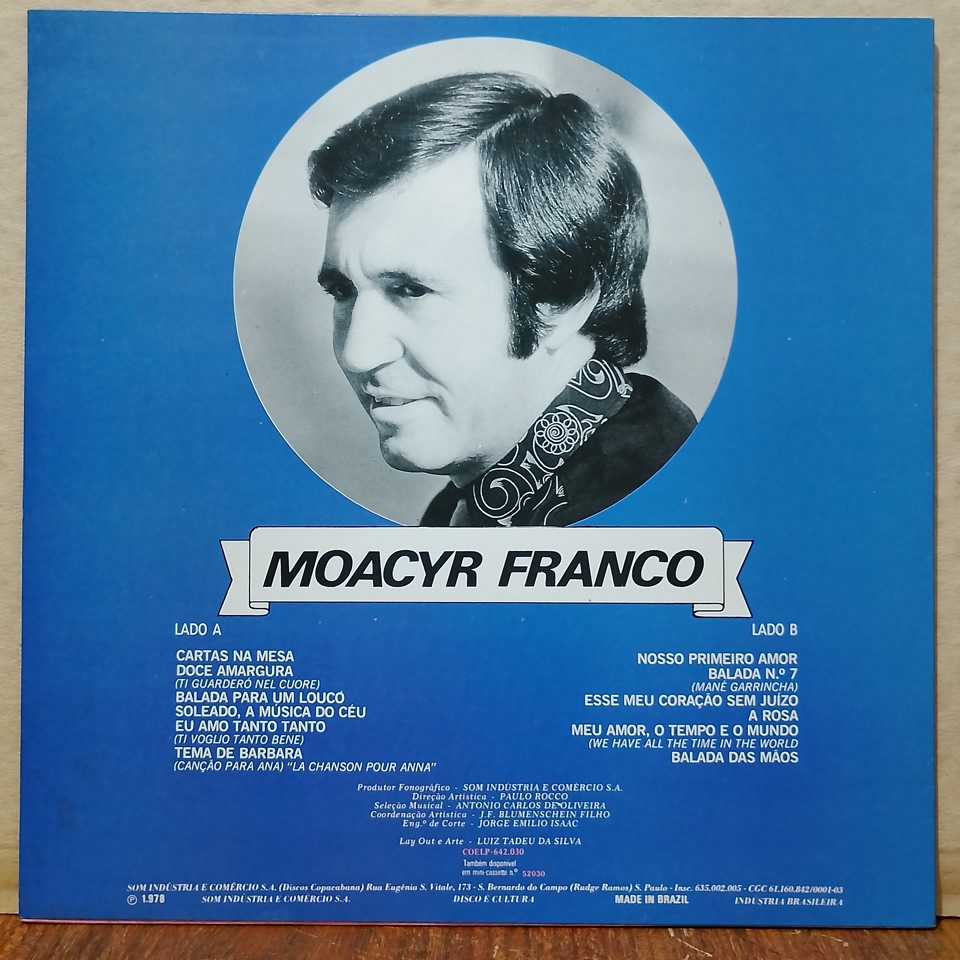 MOACYR FRANCO
LADO A
CARTAS NA MESA
DOCE AMARGURA
(TI GUARDERÓ NEL CUORE)
BALADA PARA UM LOUCO
SOLEADO, A MÚSICA DO CÉU
EU AMO TANTO TANTO
(TI VOGLIO TANTO BENE)
TEMA DE BARBARA
(CANÇÃO PARA ANA) “LA CHANSON POUR ANNA”
LADO B
NOSSO PRIMEIRO AMOR
BALADA N.º 7
(MANÉ GARRINCHA)
ESSE MEU CORAÇÃO SEM JUÍZO
A ROSA
MEU AMOR, O TEMPO E O MUNDO
(WE HAVE ALL THE TIME IN THE WORLD
BALADA DAS MÃOS
Produtor Fonográfico - SOM INDÚSTRIA E COMÉRCIO S.A.
Direção Artística - PAULO ROCCO
Seleção Musical - ANTONIO CARLOS DE OLIVEIRA
Coordenação Artística - J.F. BLUMENSCHEIN FILHO
Eng.º de Corte - JORGE EMILIO ISAAC
Lay Out e Arte - LUIZ TADEU DA SILVA
COELP-642.030
Também disponível
em mini-cassette n.º 52030
SOM INDÚSTRIA E COMÉRCIO S.A. (Discos Copacabana) Rua Eugênia S. Vitale, 173 - S. Bernardo do Campo (Rudge Ramos) S. Paulo - Insc. 635.002.005 - CGC 61.160.842/0001-03
℗ 1.978 SOM INDÚSTRIA E COMÉRCIO S.A. DISCO É CULTURA MADE IN BRAZIL INDÚSTRIA BRASILEIRA